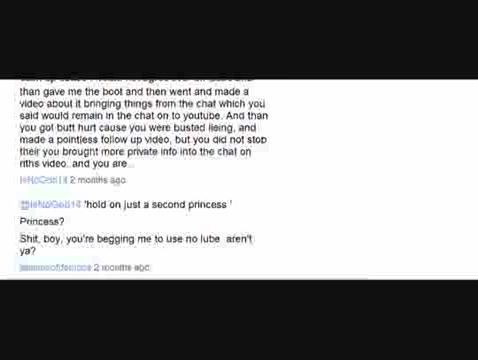 than gave me the boot and then went and made a
video about it bringing things from the chat which you
said would remain in the chat on to youtube. And than
you got butt hurt cause you were busted lieing, and
made a pointless follow up video, but you did not stop
their you brought more private info into the chat on
riths video, and you are...
IsNoGod14 2 months ago
@IsNoGod14 'hold on just a second princess '
Princess?
Shit, boy, you're begging me to use no lube aren't
ya?
2 months ago